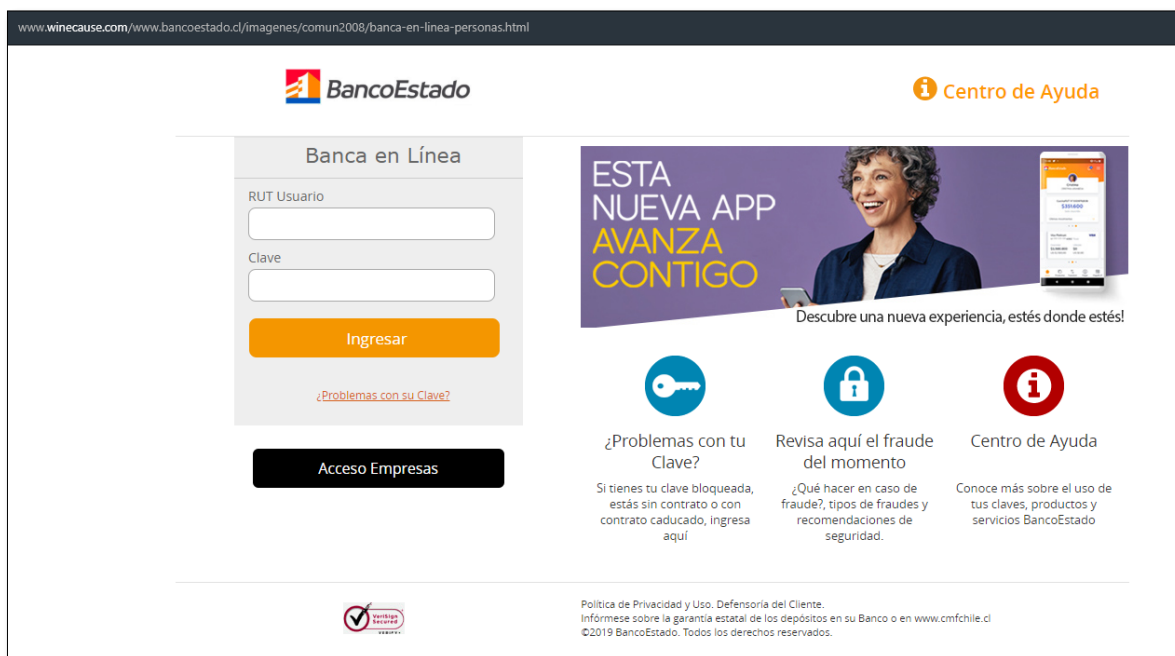 www.winecause.com/www.bancoestado.cl/imagenes/comun2008/banca-en-linea-personas.html
BancoEstado
Centro de Ayuda
Banca en Línea
RUT Usuario
Clave
Ingresar
¿Problemas con su Clave?
Acceso Empresas
ESTA
NUEVA APP
AVANZA
CONTIGO
Descubre una nueva experiencia, estés donde estés!
¿Problemas con tu
Clave?
Si tienes tu clave bloqueada,
estás sin contrato o con
contrato caducado, ingresa
aquí
Revisa aquí el fraude
del momento
¿Qué hacer en caso de
fraude?, tipos de fraudes y
recomendaciones de
seguridad.
Centro de Ayuda
Conoce más sobre el uso de
tus claves, productos y
servicios BancoEstado
VeriSign
Secured
Política de Privacidad y Uso. Defensoría del Cliente.
Infórmese sobre la garantía estatal de los depósitos en su Banco o en www.cmfchile.cl
©2019 BancoEstado. Todos los derechos reservados.